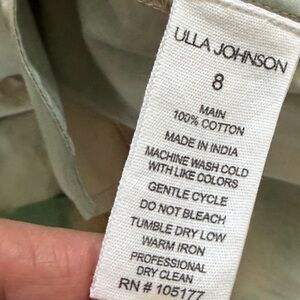 ULLA JOHNSON
8
MAIN
100% COTTON
MADE IN INDIA
MACHINE WASH COLD
WITH LIKE COLORS
GENTLE CYCLE
DO NOT BLEACH
TUMBLE DRY LOW
WARM IRON
PROFESSIONAL
DRY CLEAN
RN # 105177